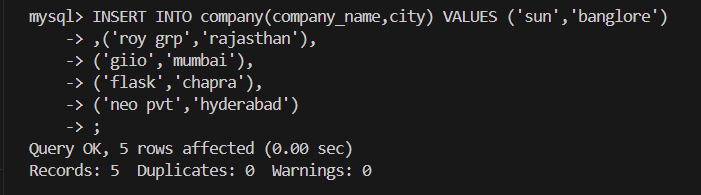 mysql> INSERT INTO company(company_name,city) VALUES ('sun','banglore')
-> ,('roy grp','rajasthan'),
-> ('giio','mumbai'),
-> ('flask','chapra'),
-> ('neo pvt','hyderabad')
-> ;
Query OK, 5 rows affected (0.00 sec)
Records: 5  Duplicates: 0  Warnings: 0